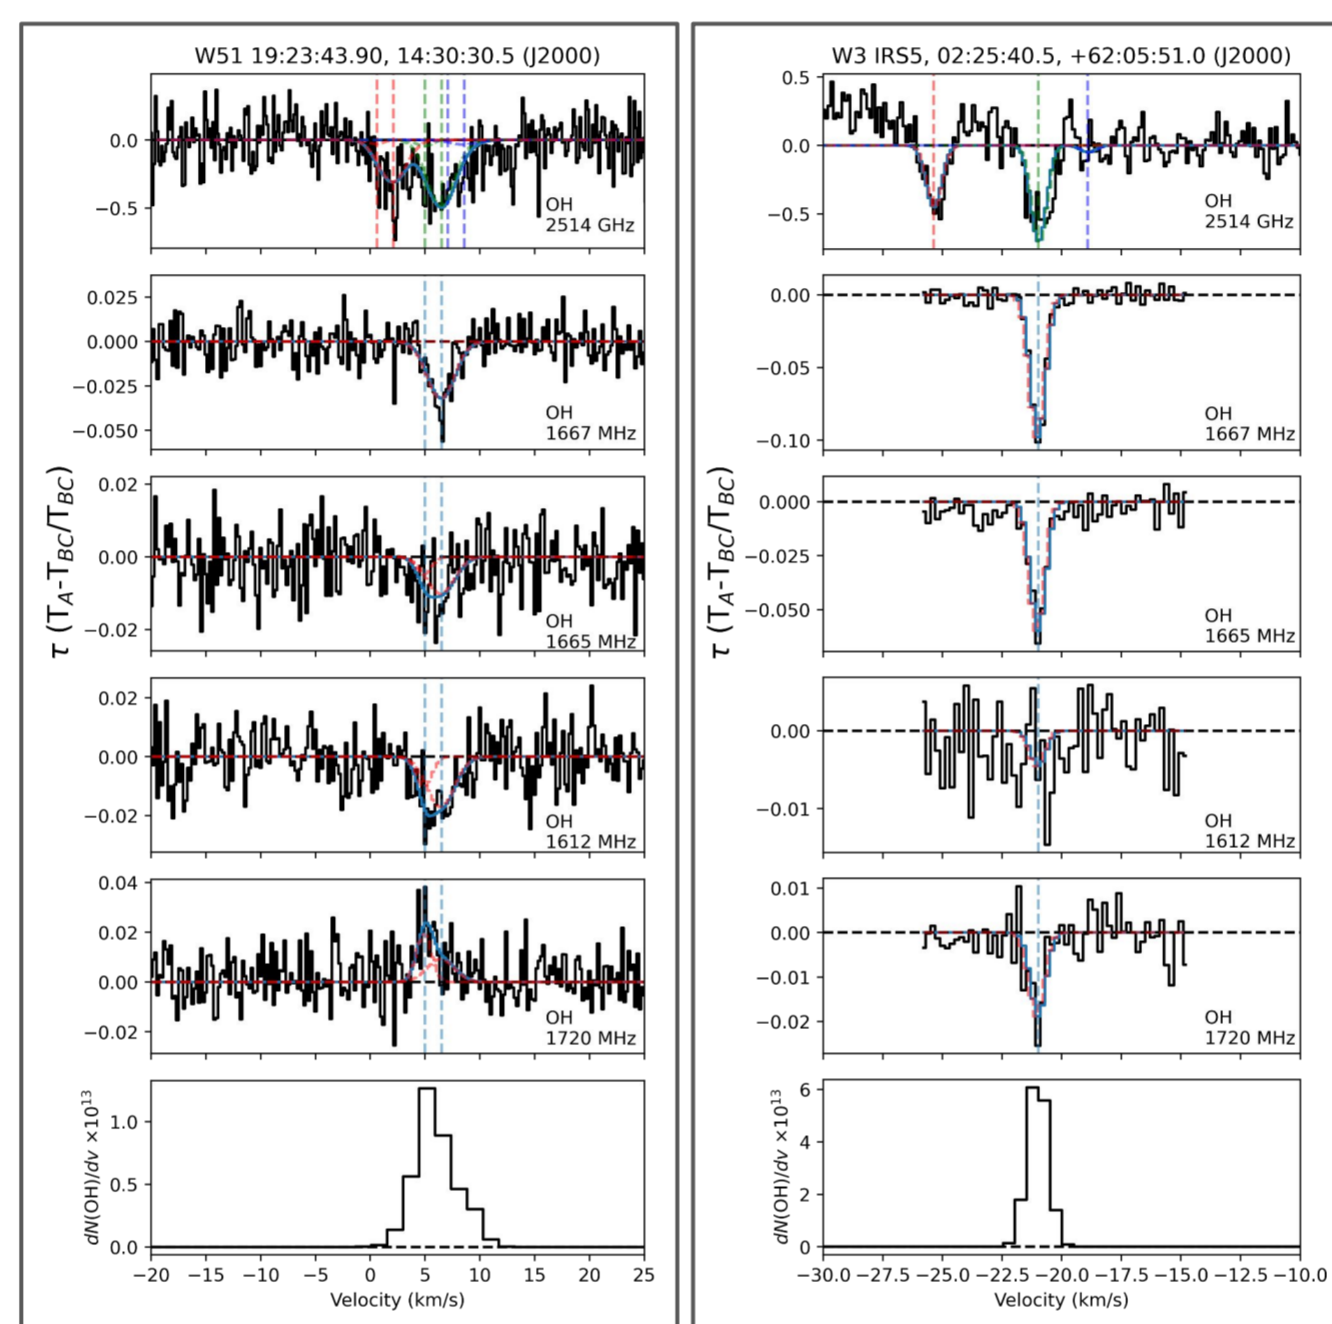 W51 19:23:43.90, 14:30:30.5 (J2000)
0.0
−0.5
OH
2514 GHz
0.025
0.000
−0.025
−0.050
OH
1667 MHz
τ (T_A-T_BC/T_BC)
0.02
0.00
−0.02
OH
1665 MHz
0.02
0.00
−0.02
OH
1612 MHz
0.04
0.02
0.00
−0.02
OH
1720 MHz
dN(OH)/dv ×10^13
1.0
0.5
0.0
−20 −15 −10 −5 0 5 10 15 20 25
Velocity (km/s)
W3 IRS5, 02:25:40.5, +62:05:51.0 (J2000)
0.5
0.0
−0.5
OH
2514 GHz
0.00
−0.05
−0.10
OH
1667 MHz
τ (T_A-T_BC/T_BC)
0.000
−0.025
−0.050
OH
1665 MHz
0.00
−0.01
OH
1612 MHz
0.01
0.00
−0.01
−0.02
OH
1720 MHz
dN(OH)/dv ×10^13
6
4
2
0
−30.0 −27.5 −25.0 −22.5 −20.0 −17.5 −15.0 −12.5 −10.0
Velocity (km/s)